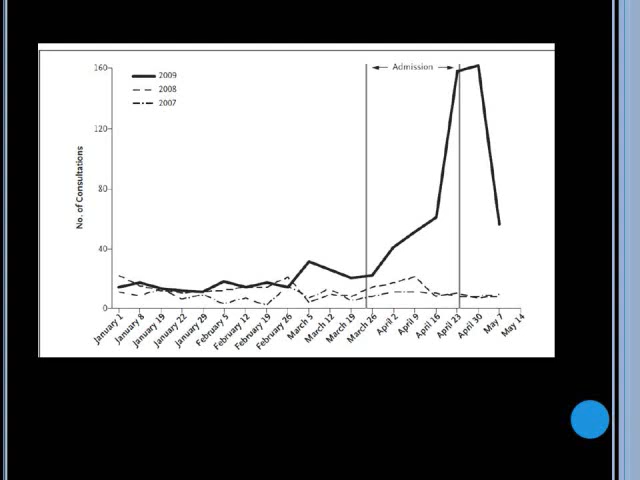 No. of Consultations
160
120
80
40
0
2009
2008
2007
Admission
January 1
January 8
January 19
January 22
January 29
February 5
February 12
February 19
February 26
March 5
March 12
March 19
March 26
April 2
April 9
April 16
April 23
April 30
May 7
May 14